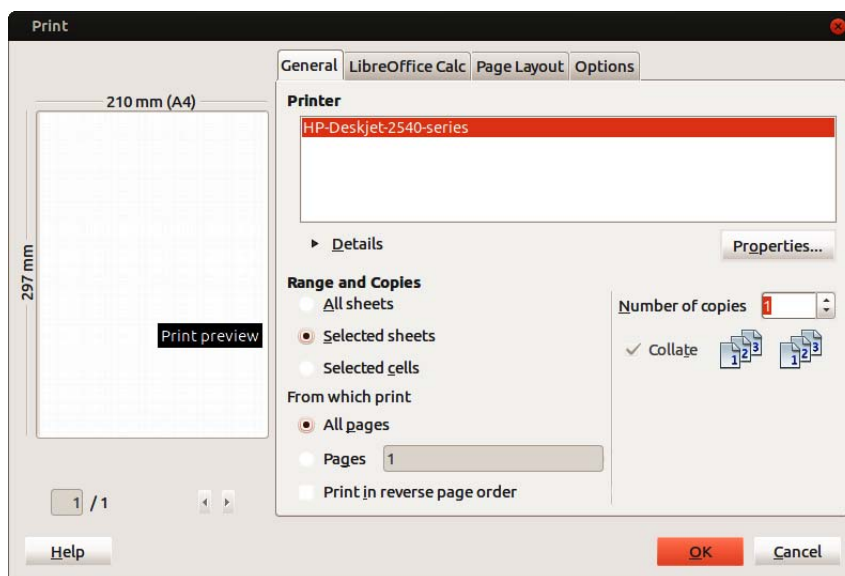 Print
General LibreOffice Calc Page Layout Options
210 mm (A4)
297 mm
Print preview
1 / 1
Printer
HP-Deskjet-2540-series
Details
Properties...
Range and Copies
All sheets
Selected sheets
Selected cells
From which print
All pages
Pages 1
Print in reverse page order
Number of copies 1
Collate
1 2 3 1 2 3
Help
OK Cancel